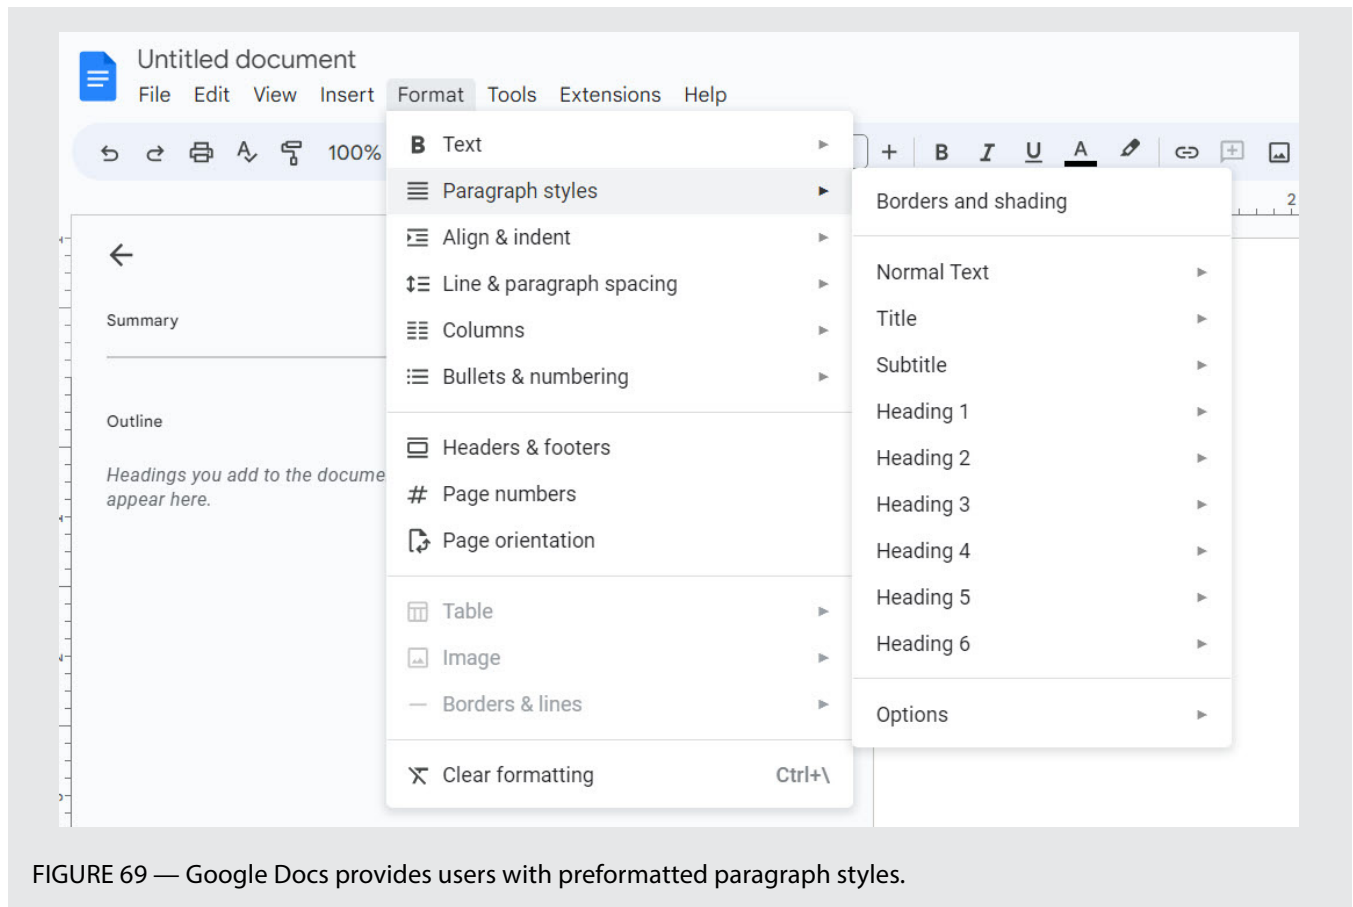 Untitled document
File Edit View Insert Format Tools Extensions Help
100%
B Text
Paragraph styles
Align & indent
Line & paragraph spacing
Columns
Bullets & numbering
Headers & footers
# Page numbers
Page orientation
Table
Image
Borders & lines
Clear formatting Ctrl+\
+ B I U A
2
Borders and shading
Normal Text
Title
Subtitle
Heading 1
Heading 2
Heading 3
Heading 4
Heading 5
Heading 6
Options
Summary
Outline
Headings you add to the
appear here.
FIGURE 69 — Google Docs provides users with preformatted paragraph styles.